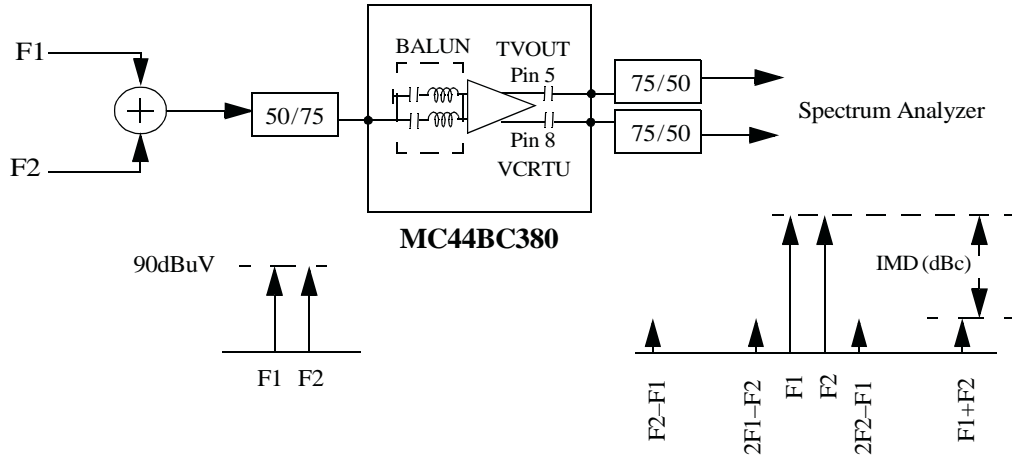 F1
F2
50/75
BALUN
TVOUT
Pin 5
Pin 8
VCRTU
75/50
75/50
Spectrum Analyzer
MC44BC380
90dBuV
F1 F2
IMD (dBc)
F2–F1
2F1–F2
F1
F2
2F2–F1
F1+F2